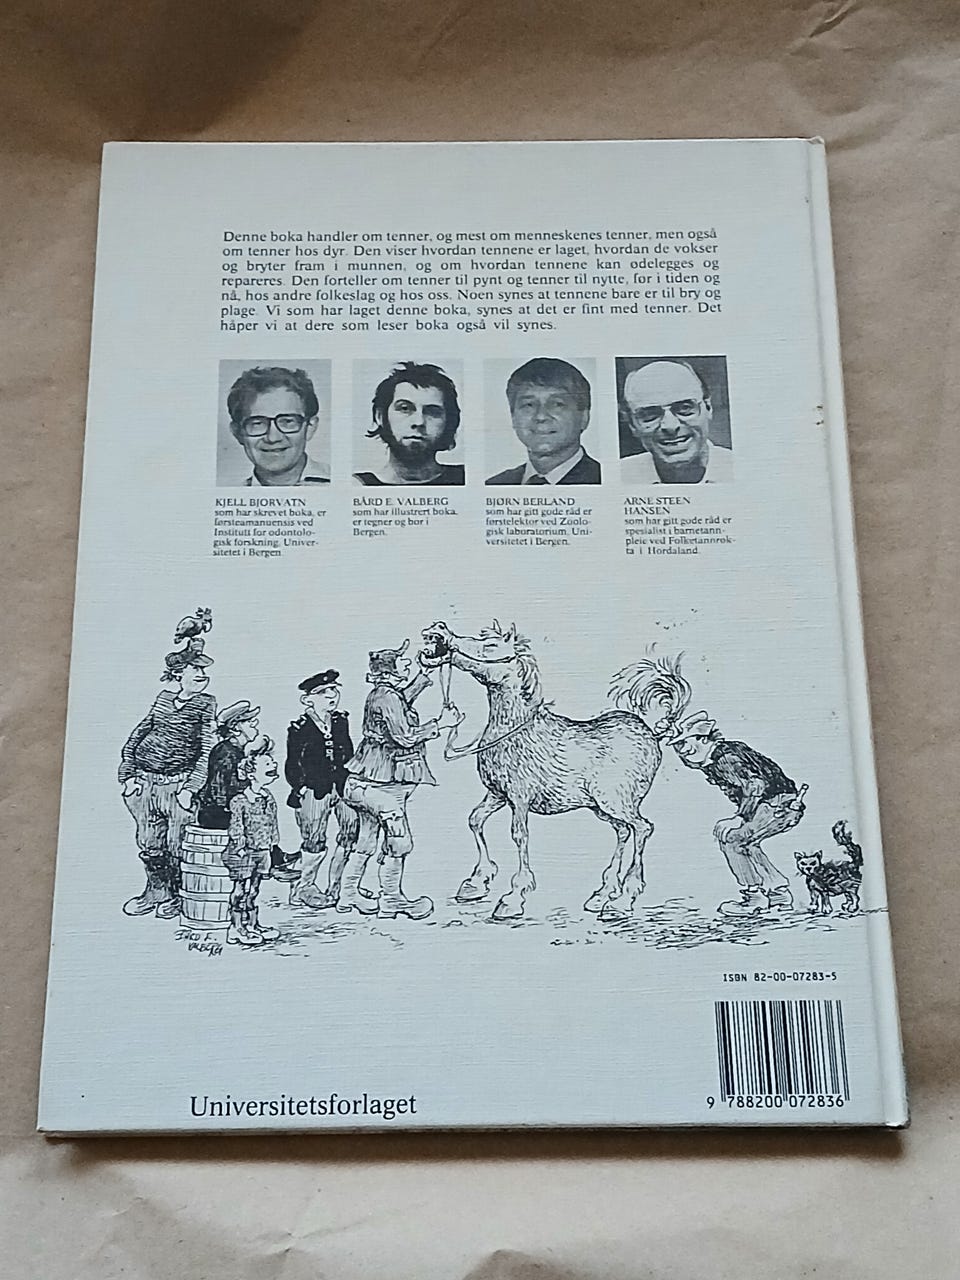 Denne boka handler om tenner, og mest om menneskenes tenner, men også
om tenner hos dyr. Den viser hvordan tennene er laget, hvordan de vokser
og bryter fram i munnen, og om hvordan tennene kan ødelegges og
repareres. Den forteller om tenner til pynt og tenner til nytte, før i tiden og
nå, hos andre folkeslag og hos oss. Noen synes at tennene bare er til bry og
plage. Vi som har laget denne boka, synes at det er fint med tenner. Det
håper vi at dere som leser boka også vil synes.
KJELL BJORVATN
som har skrevet boka, er
førsteamanuensis ved
Institutt for odontolo-
gisk forskning, Univer-
sitetet i Bergen.
BÅRD E. VALBERG
som har illustrert boka,
er tegner og bor i
Bergen.
BJØRN BERLAND
som har gitt gode råd er
førstelektor ved Zoolo-
gisk laboratorium, Uni-
versitetet i Bergen.
ARNE STEEN
HANSEN
som har gitt gode råd er
spesialist i barnetann-
pleie ved Folketannrøk-
ta i Hordaland.
BÅRD E.
VALBERG
ISBN 82-00-07283-5
9 788200 072836
Universitetsforlaget